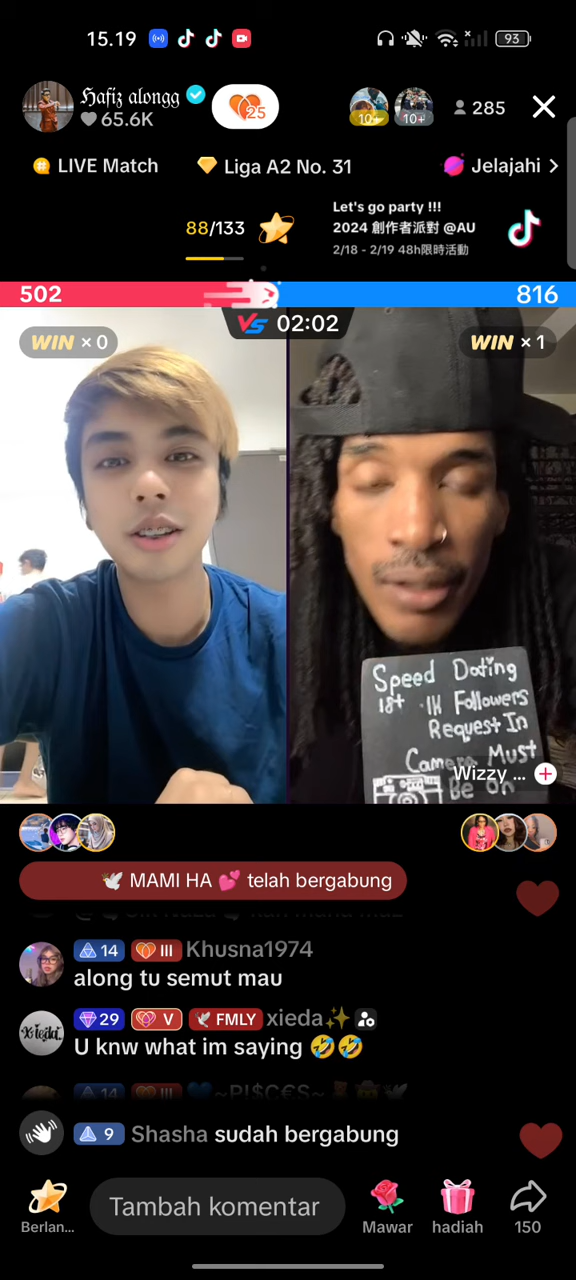 15.19
93
Hafiz alongg
65.6K
25
10+
10+
285
LIVE Match
Liga A2 No. 31
Jelajahi
88/133
Let's go party !!!
2024 創作者派對 @AU
2/18 - 2/19 48h限時活動
502
816
VS 02:02
WIN × 0
WIN × 1
Speed Dating
18+ 1K Followers
Request In
Camera Must
Be On
Wizzy ...
🕊️ MAMI HA 💕 telah bergabung
14 III Khusna1974
along tu semut mau
29 V FMLY xieda✨
U knw what im saying 🤣🤣
14 III 💙~P!$C€S~
9 Shasha sudah bergabung
Berlan...
Tambah komentar
Mawar
hadiah
150